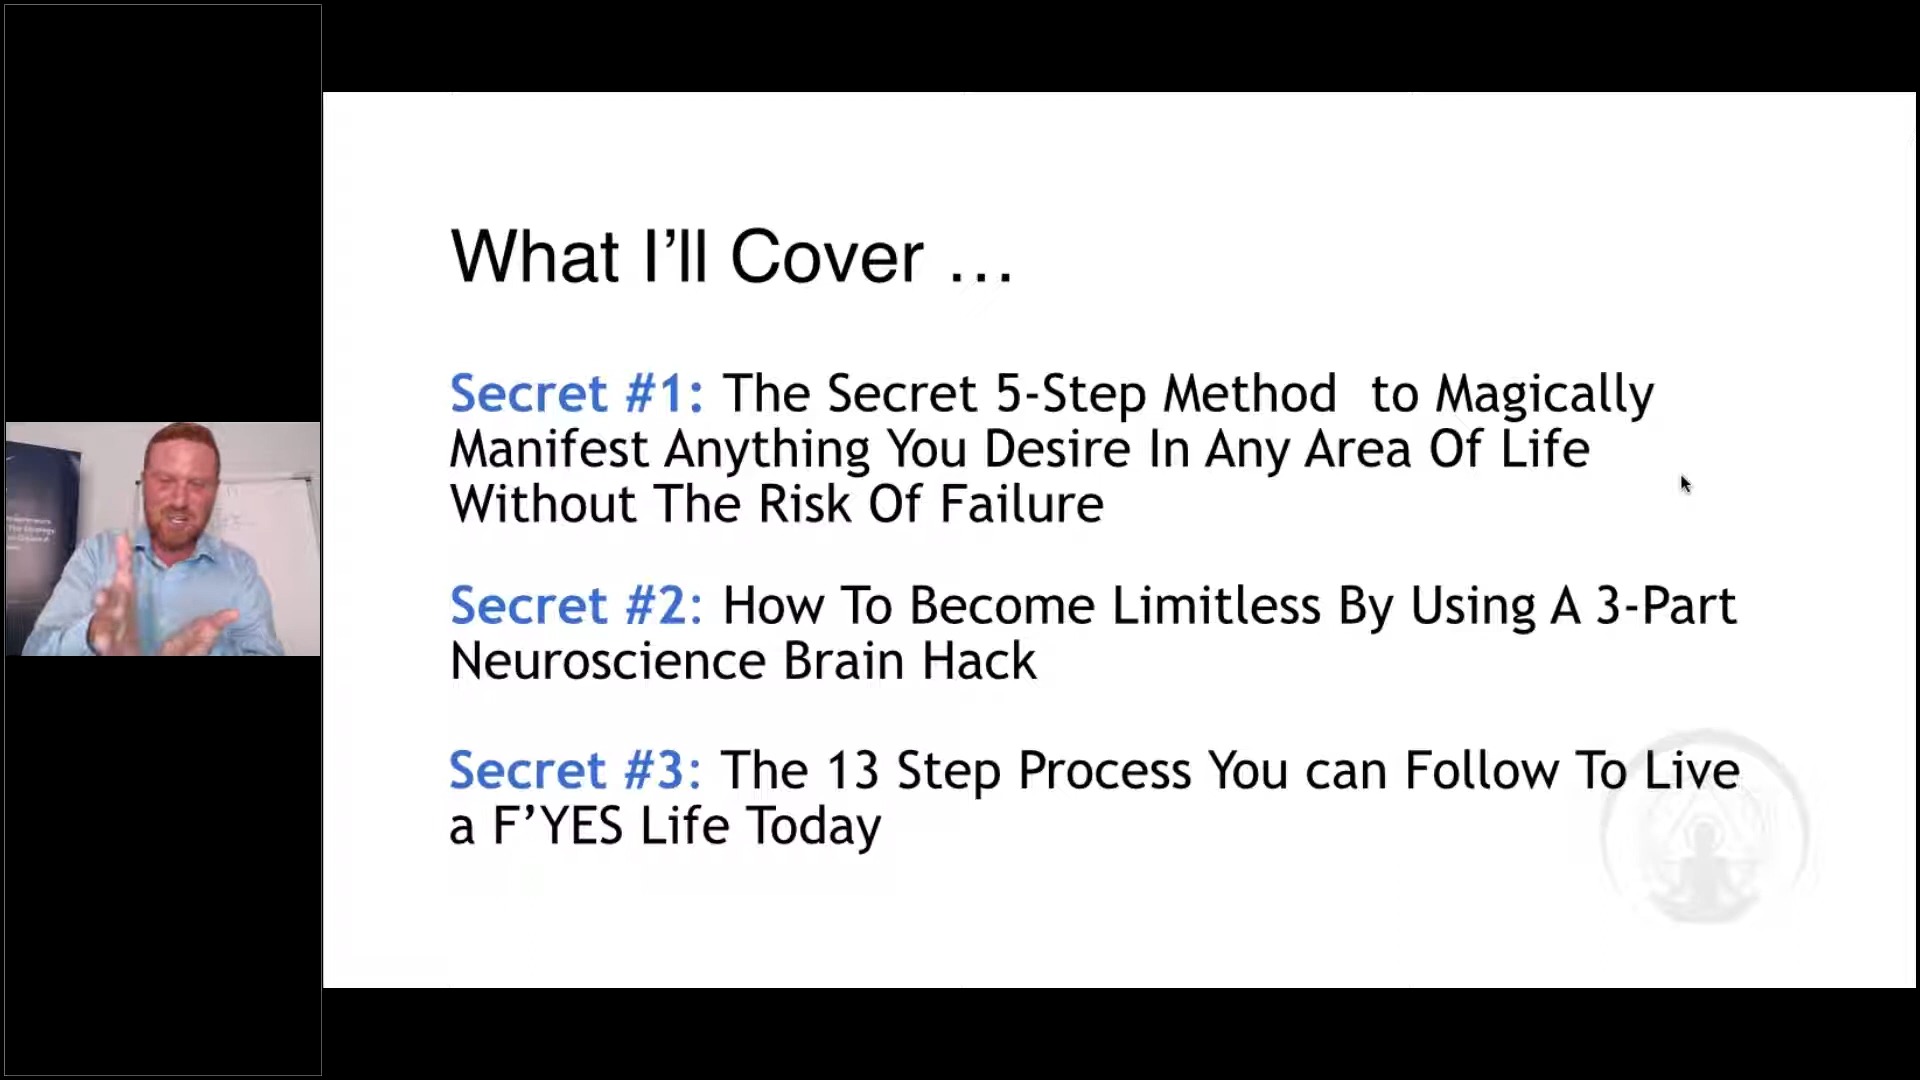 What I’ll Cover ...
Secret #1: The Secret 5-Step Method  to Magically
Manifest Anything You Desire In Any Area Of Life
Without The Risk Of Failure
Secret #2: How To Become Limitless By Using A 3-Part
Neuroscience Brain Hack
Secret #3: The 13 Step Process You can Follow To Live
a F’YES Life Today